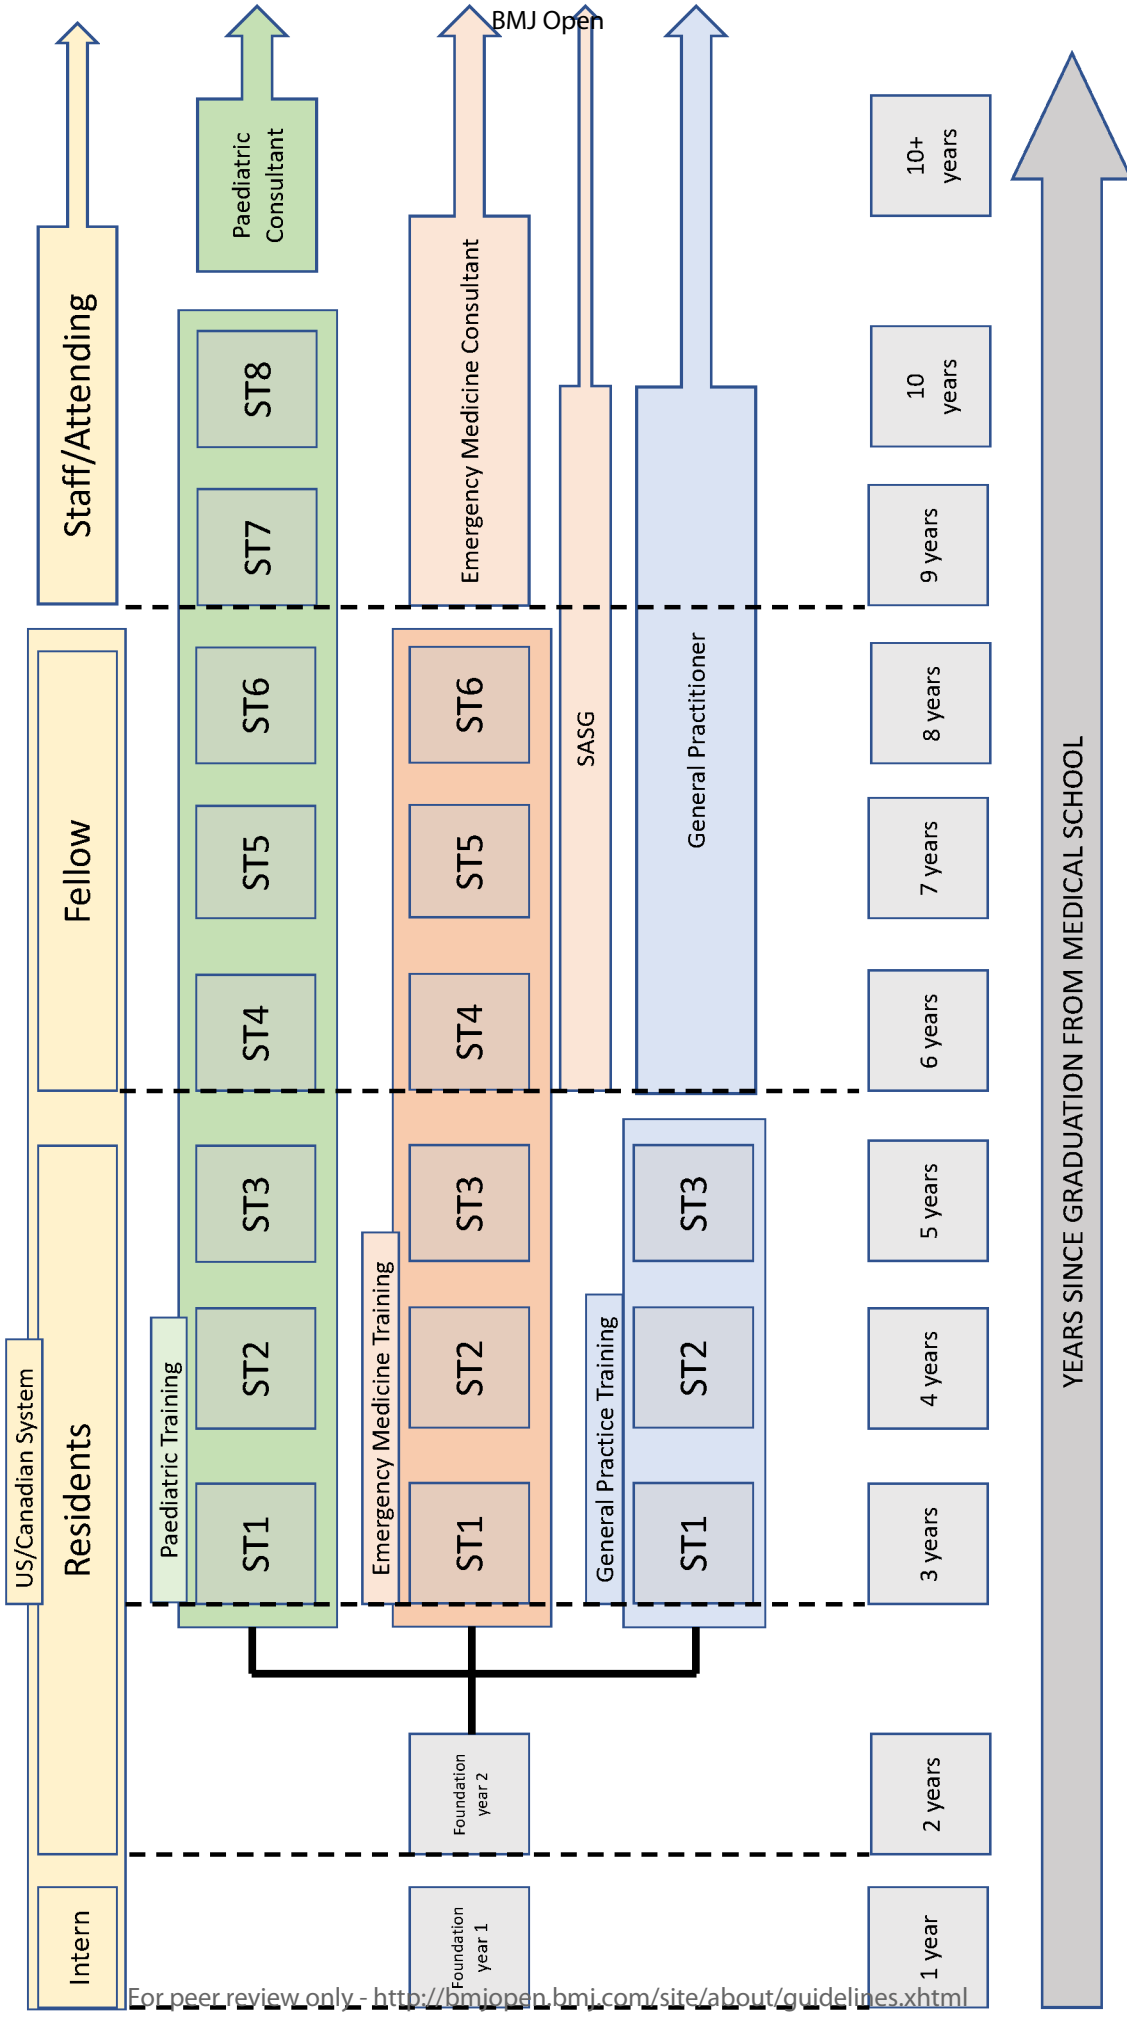 BMJ Open
US/Canadian System
Intern
Residents
Fellow
Staff/Attending
Paediatric Training
ST1
ST2
ST3
ST4
ST5
ST6
ST7
ST8
Paediatric
Consultant
Foundation
year 1
Foundation
year 2
Emergency Medicine Training
ST1
ST2
ST3
ST4
ST5
ST6
Emergency Medicine Consultant
SASG
General Practice Training
ST1
ST2
ST3
General Practitioner
1 year
2 years
3 years
4 years
5 years
6 years
7 years
8 years
9 years
10
years
10+
years
YEARS SINCE GRADUATION FROM MEDICAL SCHOOL
For peer review only - http://bmjopen.bmj.com/site/about/guidelines.xhtml